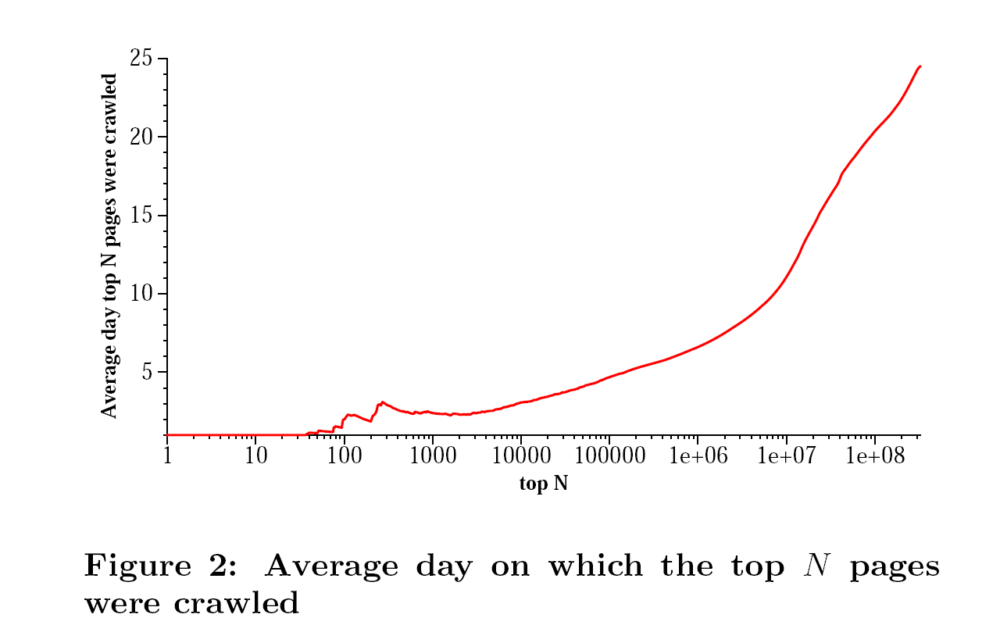 25
20
15
10
5
Average day top N pages were crawled
1 10 100 1000 10000 100000 1e+06 1e+07 1e+08
top N
Figure 2: Average day on which the top N pages
were crawled